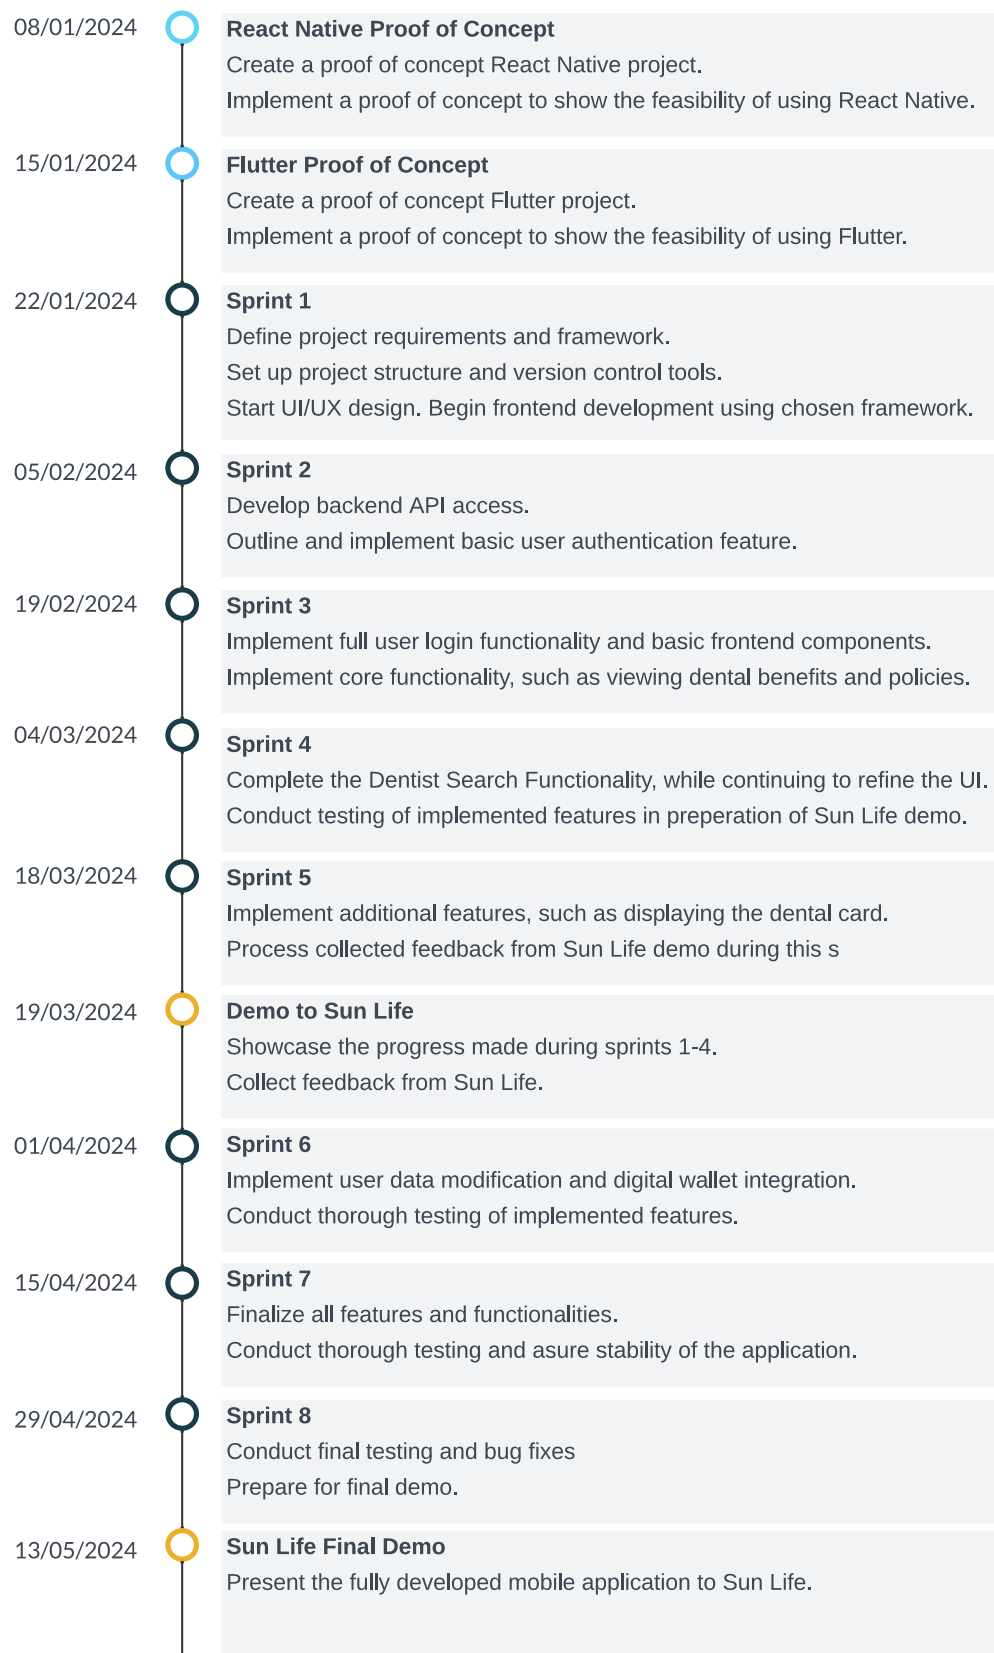 08/01/2024
React Native Proof of Concept
Create a proof of concept React Native project.
Implement a proof of concept to show the feasibility of using React Native.
15/01/2024
Flutter Proof of Concept
Create a proof of concept Flutter project.
Implement a proof of concept to show the feasibility of using Flutter.
22/01/2024
Sprint 1
Define project requirements and framework.
Set up project structure and version control tools.
Start UI/UX design. Begin frontend development using chosen framework.
05/02/2024
Sprint 2
Develop backend API access.
Outline and implement basic user authentication feature.
19/02/2024
Sprint 3
Implement full user login functionality and basic frontend components.
Implement core functionality, such as viewing dental benefits and policies.
04/03/2024
Sprint 4
Complete the Dentist Search Functionality, while continuing to refine the UI.
Conduct testing of implemented features in preperation of Sun Life demo.
18/03/2024
Sprint 5
Implement additional features, such as displaying the dental card.
Process collected feedback from Sun Life demo during this s
19/03/2024
Demo to Sun Life
Showcase the progress made during sprints 1-4.
Collect feedback from Sun Life.
01/04/2024
Sprint 6
Implement user data modification and digital wallet integration.
Conduct thorough testing of implemented features.
15/04/2024
Sprint 7
Finalize all features and functionalities.
Conduct thorough testing and asure stability of the application.
29/04/2024
Sprint 8
Conduct final testing and bug fixes
Prepare for final demo.
13/05/2024
Sun Life Final Demo
Present the fully developed mobile application to Sun Life.